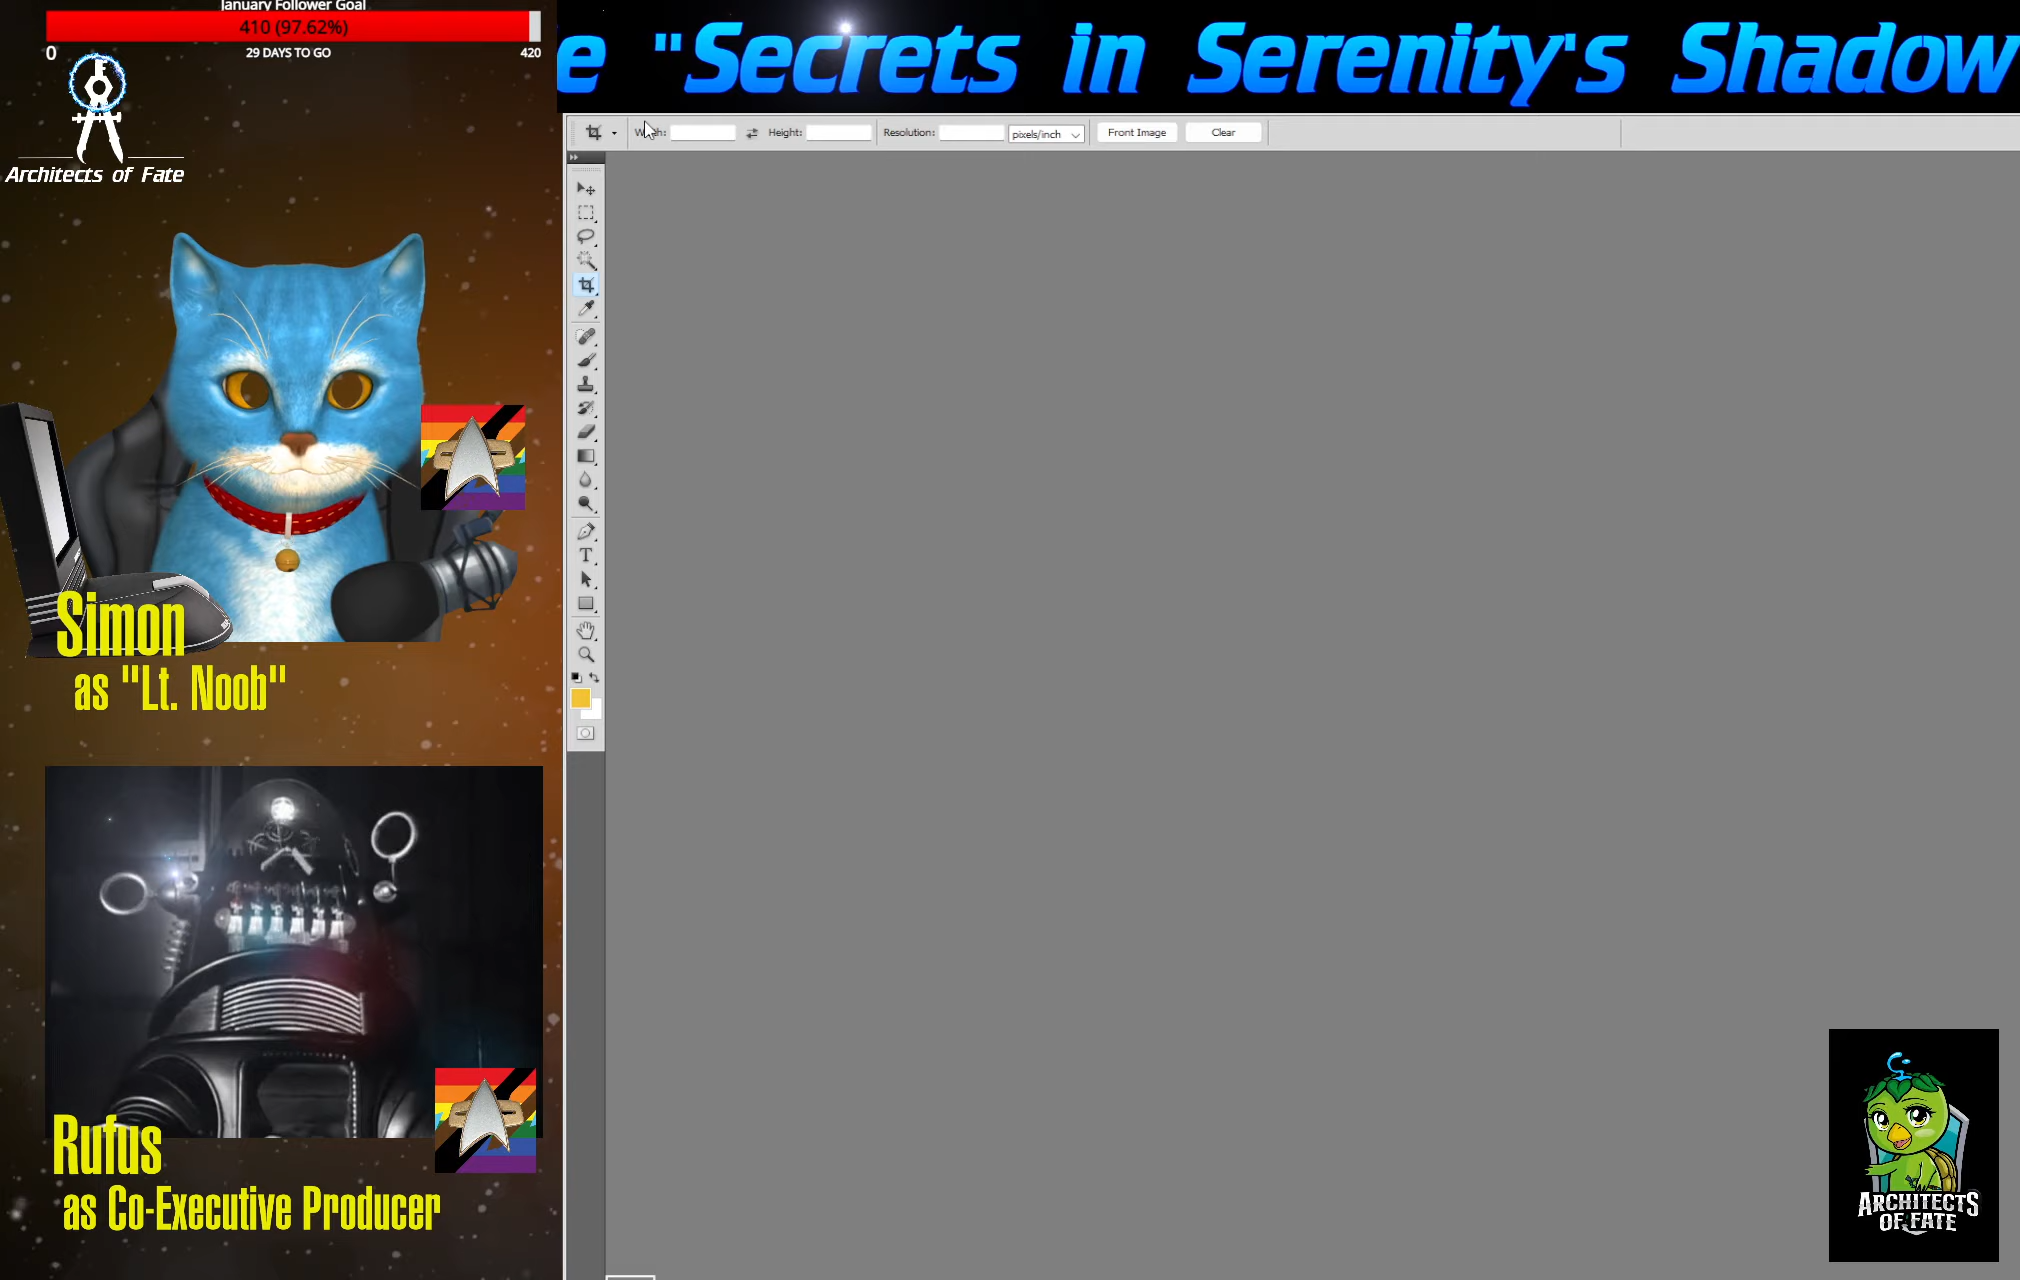 January Follower Goal
410 (97.62%)
0
29 DAYS TO GO
420
Architects of Fate
e "Secrets in Serenity's Shadow
Height:
Resolution:
pixels/inch
Front Image
Clear
T
Simon
as "Lt. Noob"
Rufus
as Co-Executive Producer
ARCHITECTS
OF FATE